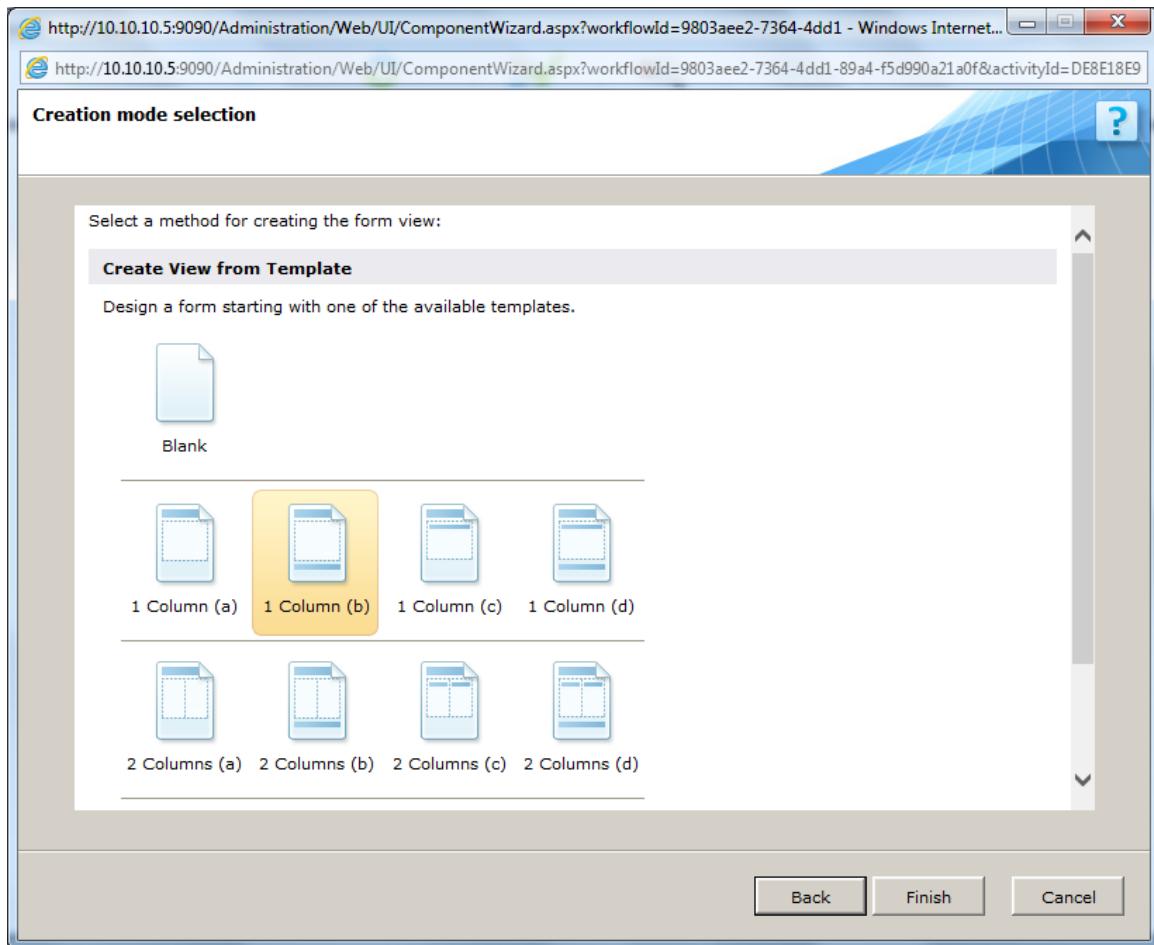 http://10.10.10.5:9090/Administration/Web/UI/ComponentWizard.aspx?workflowId=9803aee2-7364-4dd1 - Windows Internet...
http://10.10.10.5:9090/Administration/Web/UI/ComponentWizard.aspx?workflowId=9803aee2-7364-4dd1-89a4-f5d990a21a0f&activityId=DE8E18E9
Creation mode selection
?
Select a method for creating the form view:
Create View from Template
Design a form starting with one of the available templates.
Blank
1 Column (a) 1 Column (b) 1 Column (c) 1 Column (d)
2 Columns (a) 2 Columns (b) 2 Columns (c) 2 Columns (d)
Back Finish Cancel